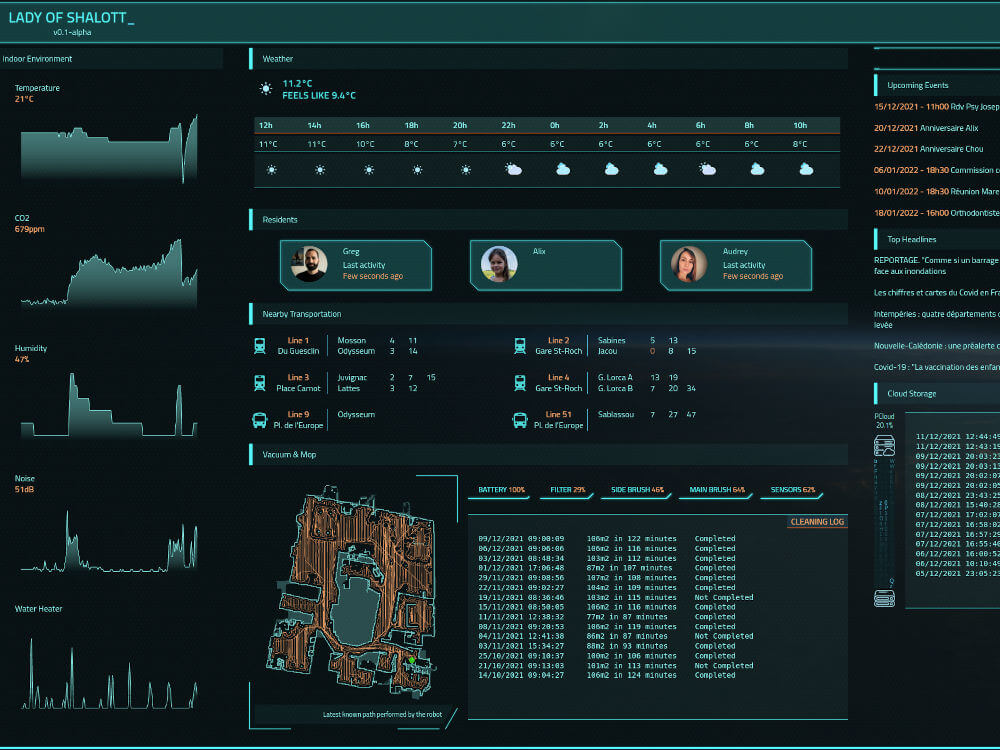 LADY OF SHALOTT_
v0.1-alpha
Indoor Environment
Temperature
21°C
CO2
679ppm
Humidity
47%
Noise
51dB
Water Heater
Weather
11.2°C
FEELS LIKE 9.4°C
12h 14h 16h 18h 20h 22h 0h 2h 4h 6h 8h 10h
11°C 11°C 10°C 8°C 7°C 6°C 6°C 6°C 6°C 6°C 6°C 8°C
Residents
Greg
Last activity
Few seconds ago
Alix
Audrey
Last activity
Few seconds ago
Nearby Transportation
Line 1 Mosson 4 11
Du Guesclin Odysseum 3 14
Line 2 Sabines 5 13
Gare St-Roch Jacou 0 8 15
Line 3 Juvignac 2 7 15
Place Carnot Lattes 3 12
Line 4 G. Lorca A 13 19
Gare St-Roch G. Lorca B 7 20 34
Line 9 Odysseum
Pl. de l'Europe
Line 51 Sablassou 7 27 47
Pl. de l'Europe
Vacuum & Mop
BATTERY 100% FILTER 29% SIDE BRUSH 46% MAIN BRUSH 64% SENSORS 62%
CLEANING LOG
09/12/2021 09:00:09 106m2 in 122 minutes Completed
06/12/2021 09:06:06 106m2 in 116 minutes Completed
03/12/2021 08:48:34 103m2 in 112 minutes Completed
01/12/2021 17:06:48 87m2 in 107 minutes Completed
29/11/2021 09:08:56 107m2 in 108 minutes Completed
22/11/2021 09:02:27 104m2 in 109 minutes Completed
19/11/2021 08:36:46 103m2 in 115 minutes Not Completed
15/11/2021 08:50:05 106m2 in 116 minutes Completed
11/11/2021 12:38:32 77m2 in 87 minutes Completed
08/11/2021 09:20:53 106m2 in 119 minutes Completed
04/11/2021 12:41:38 86m2 in 87 minutes Not Completed
03/11/2021 15:34:27 88m2 in 93 minutes Completed
25/10/2021 09:10:37 100m2 in 106 minutes Completed
21/10/2021 09:13:03 101m2 in 113 minutes Not Completed
14/10/2021 09:04:27 106m2 in 124 minutes Completed
Latest known path performed by the robot
Upcoming Events
15/12/2021 - 11h00 Rdv Psy Josep
20/12/2021 Anniversaire Alix
22/12/2021 Anniversaire Chou
06/01/2022 - 18h30 Commission c
10/01/2022 - 18h30 Réunion Mare
18/01/2022 - 16h00 Orthodontiste
Top Headlines
REPORTAGE. "Comme si un barrage
face aux inondations
Les chiffres et cartes du Covid en Fra
Intempéries : quatre départements
levée
Nouvelle-Calédonie : une préalerte c
Covid-19 : "La vaccination des enfan
Cloud Storage
PCloud
20.1%
11/12/2021 12:44:49
11/12/2021 12:43:19
09/12/2021 20:03:23
09/12/2021 20:03:13
09/12/2021 20:02:07
09/12/2021 20:02:05
08/12/2021 23:43:25
08/12/2021 15:40:28
07/12/2021 17:02:07
07/12/2021 16:58:02
07/12/2021 16:57:29
07/12/2021 16:55:40
06/12/2021 16:00:52
06/12/2021 10:10:49
05/12/2021 23:05:23